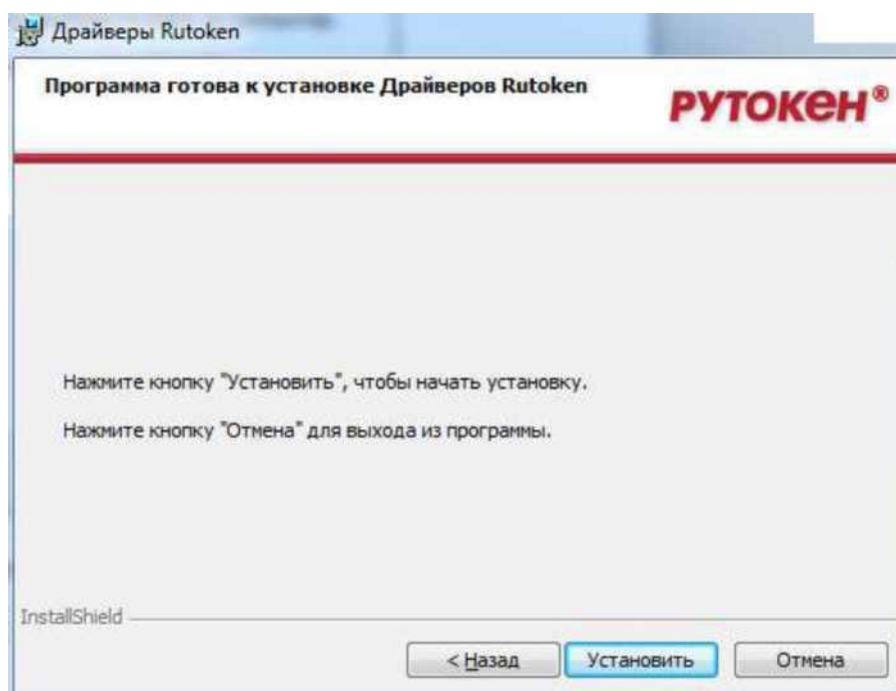 Драйверы Rutoken
Программа готова к установке Драйверов Rutoken
РУТОКЕН®
Нажмите кнопку "Установить", чтобы начать установку.
Нажмите кнопку "Отмена" для выхода из программы.
InstallShield
< Назад
Установить
Отмена